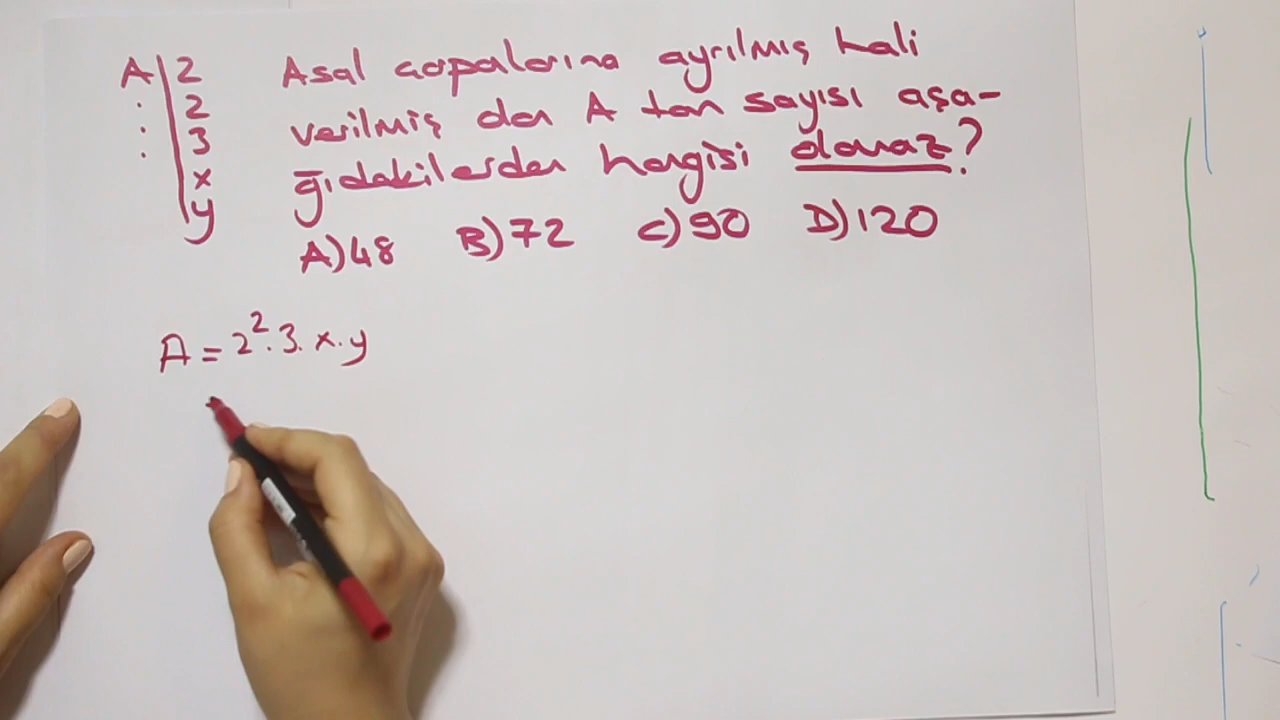 A | 2 Asal çarpanlarına ayrılmış hali
. | 2 verilmiş olan A tam sayısı aşa-
. | 3 ğıdakilerden hangisi olamaz?
. | x
| y
A) 48 B) 72 C) 90 D) 120
A = 2². 3. x. y